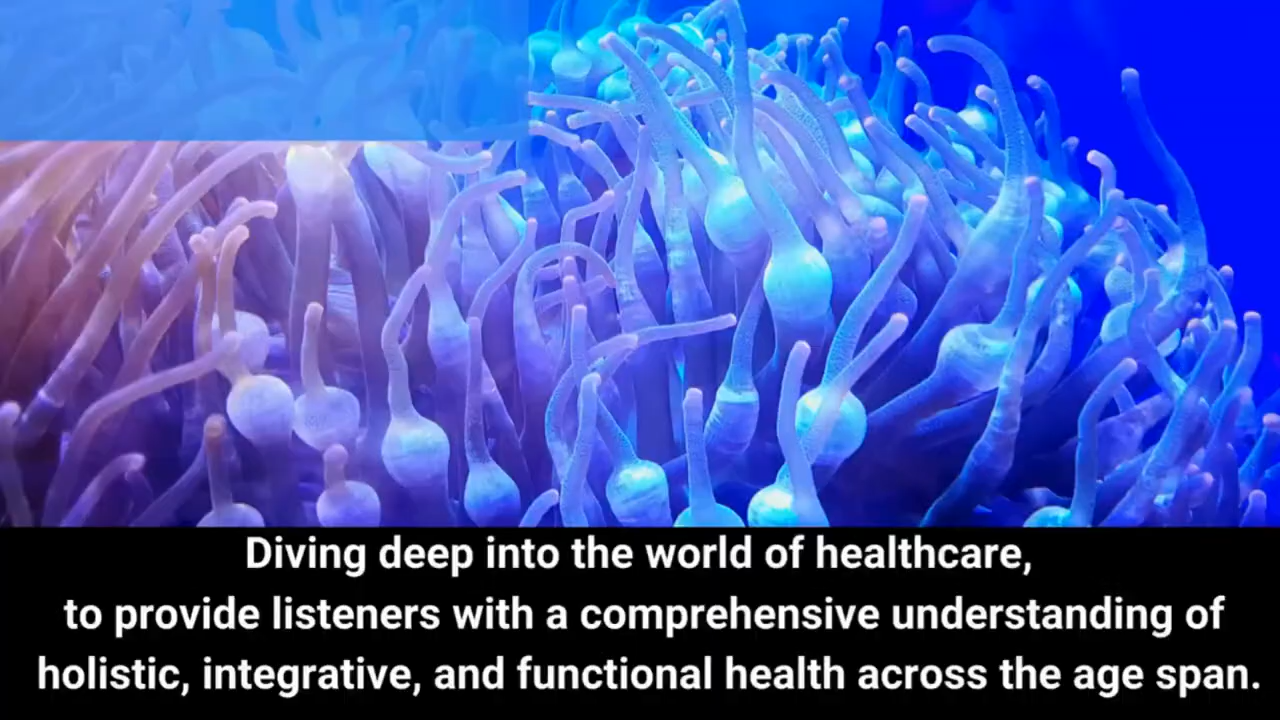 Diving deep into the world of healthcare,
to provide listeners with a comprehensive understanding of
holistic, integrative, and functional health across the age span.